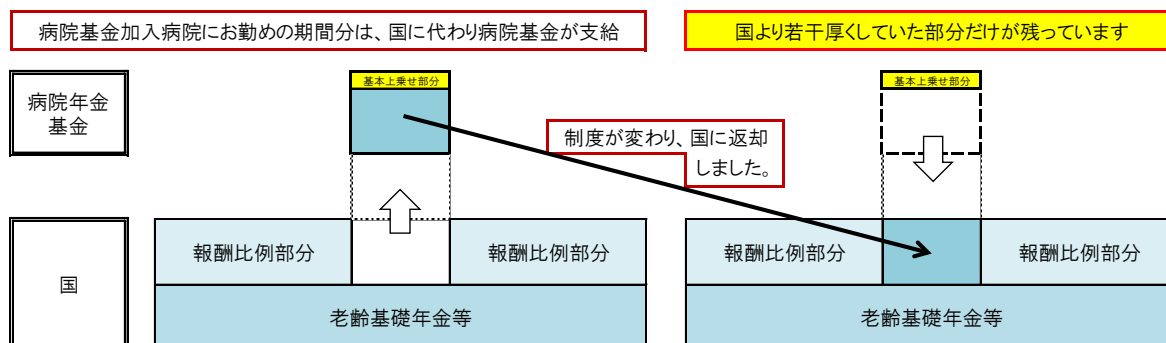 病院基金加入病院にお勤めの期間分は、国に代わり病院基金が支給
国より若干厚くしていた部分だけが残っています
病院年金
基金
基本上乗せ部分
基本上乗せ部分
制度が変わり、国に返却
しました。
国
報酬比例部分
報酬比例部分
報酬比例部分
報酬比例部分
老齢基礎年金等
老齢基礎年金等